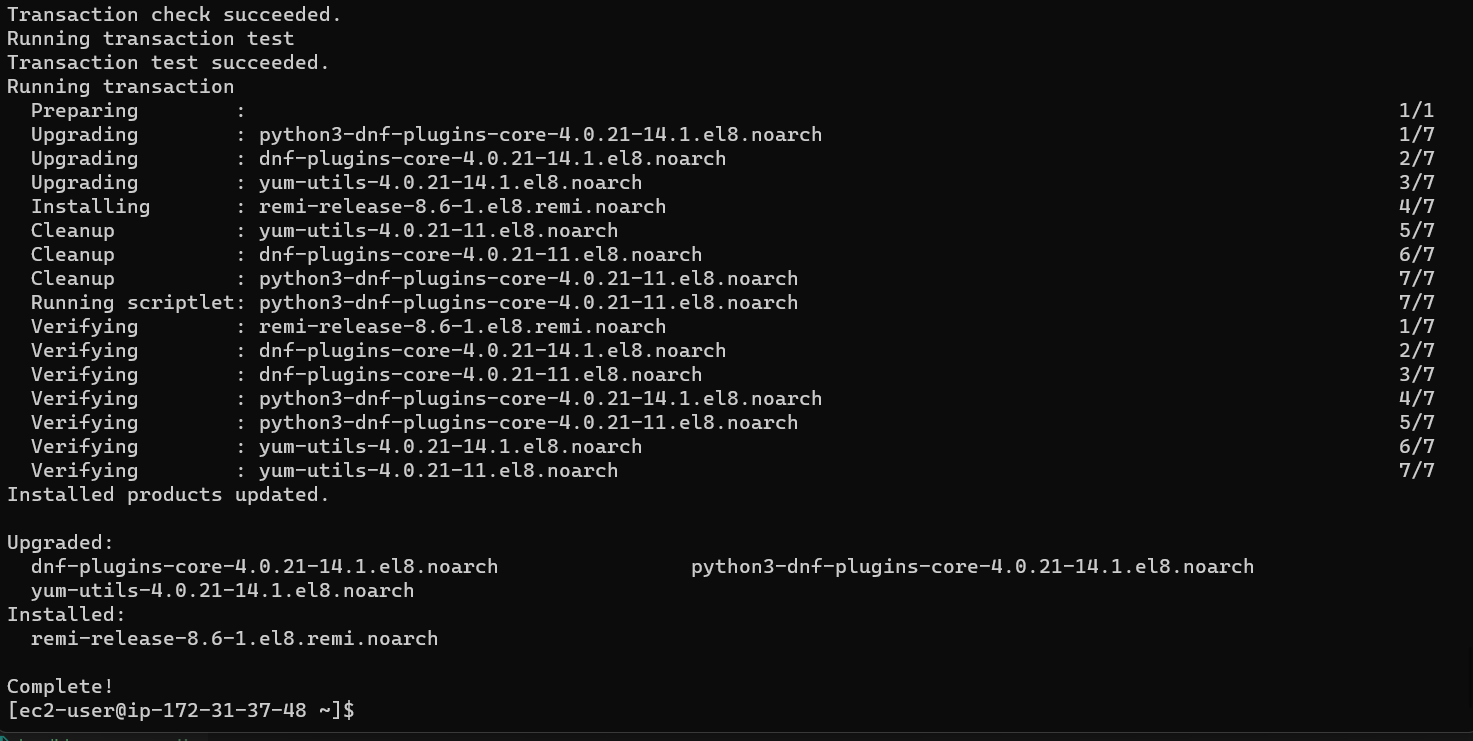 Transaction check succeeded.
Running transaction test
Transaction test succeeded.
Running transaction
  Preparing        :                                                                                                1/1
  Upgrading        : python3-dnf-plugins-core-4.0.21-14.1.el8.noarch                                                1/7
  Upgrading        : dnf-plugins-core-4.0.21-14.1.el8.noarch                                                        2/7
  Upgrading        : yum-utils-4.0.21-14.1.el8.noarch                                                               3/7
  Installing       : remi-release-8.6-1.el8.remi.noarch                                                             4/7
  Cleanup          : yum-utils-4.0.21-11.el8.noarch                                                                 5/7
  Cleanup          : dnf-plugins-core-4.0.21-11.el8.noarch                                                          6/7
  Cleanup          : python3-dnf-plugins-core-4.0.21-11.el8.noarch                                                  7/7
  Running scriptlet: python3-dnf-plugins-core-4.0.21-11.el8.noarch                                                  7/7
  Verifying        : remi-release-8.6-1.el8.remi.noarch                                                             1/7
  Verifying        : dnf-plugins-core-4.0.21-14.1.el8.noarch                                                        2/7
  Verifying        : dnf-plugins-core-4.0.21-11.el8.noarch                                                          3/7
  Verifying        : python3-dnf-plugins-core-4.0.21-14.1.el8.noarch                                                4/7
  Verifying        : python3-dnf-plugins-core-4.0.21-11.el8.noarch                                                  5/7
  Verifying        : yum-utils-4.0.21-14.1.el8.noarch                                                               6/7
  Verifying        : yum-utils-4.0.21-11.el8.noarch                                                                 7/7
Installed products updated.

Upgraded:
  dnf-plugins-core-4.0.21-14.1.el8.noarch                python3-dnf-plugins-core-4.0.21-14.1.el8.noarch
  yum-utils-4.0.21-14.1.el8.noarch
Installed:
  remi-release-8.6-1.el8.remi.noarch

Complete!
[ec2-user@ip-172-31-37-48 ~]$